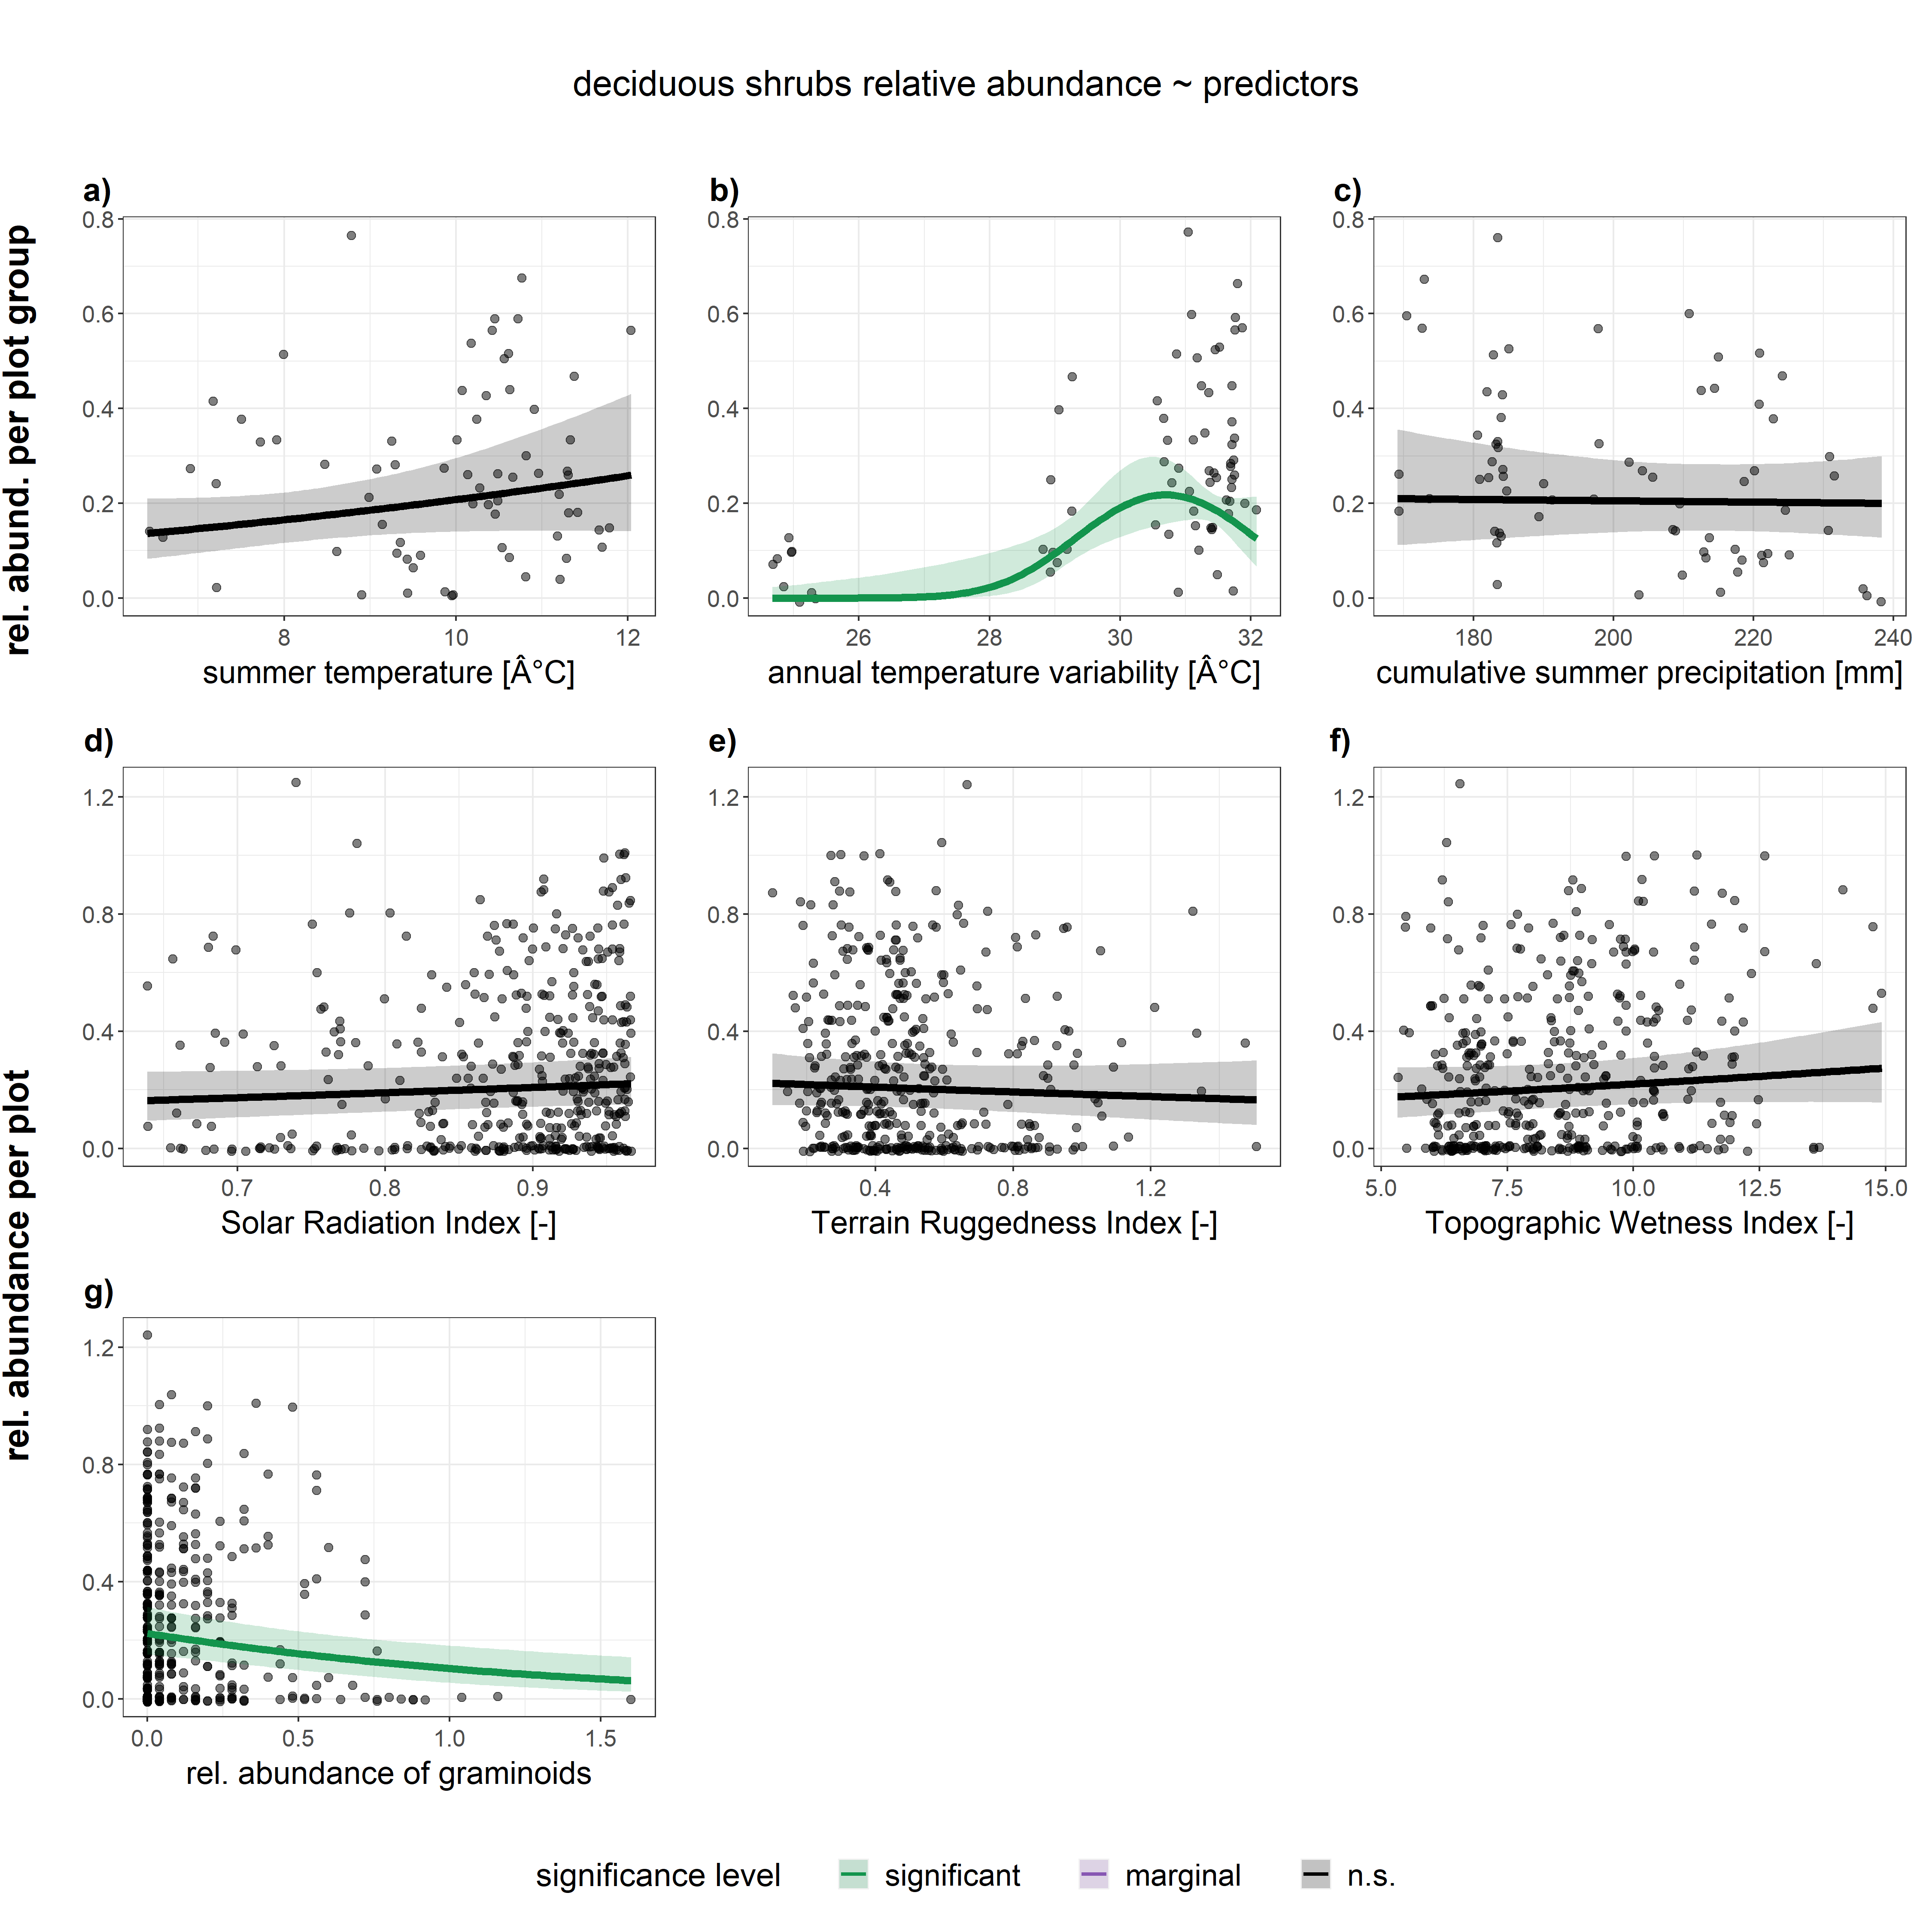 deciduous shrubs relative abundance ~ predictors
rel. abund. per plot group
a)
0.8
0.6
0.4
0.2
0.0
8
10
12
summer temperature [Â°C]
b)
0.8
0.6
0.4
0.2
0.0
26
28
30
32
annual temperature variability [Â°C]
c)
0.8
0.6
0.4
0.2
0.0
180
200
220
240
cumulative summer precipitation [mm]
rel. abundance per plot
d)
1.2
0.8
0.4
0.0
0.7
0.8
0.9
Solar Radiation Index [-]
e)
1.2
0.8
0.4
0.0
0.4
0.8
1.2
Terrain Ruggedness Index [-]
f)
1.2
0.8
0.4
0.0
5.0
7.5
10.0
12.5
15.0
Topographic Wetness Index [-]
g)
1.2
0.8
0.4
0.0
0.0
0.5
1.0
1.5
rel. abundance of graminoids
significance level
significant
marginal
n.s.